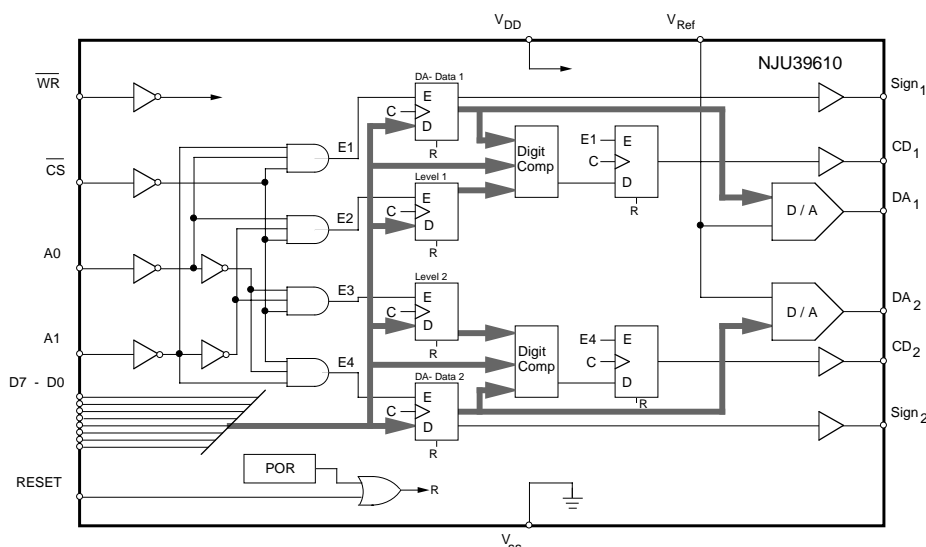 V_DD
V_Ref
NJU39610
WR
Sign_1
DA- Data 1
E
C
D
R
E1
CS
Digit
Comp
E1
E
C
D
R
CD_1
Level 1
E
C
D
R
E2
D / A
DA_1
A0
Level 2
E
C
D
R
E3
D / A
DA_2
A1
E4
Digit
Comp
E4
E
C
D
R
CD_2
D7 - D0
DA- Data 2
E
C
D
R
Sign_2
RESET
POR
R